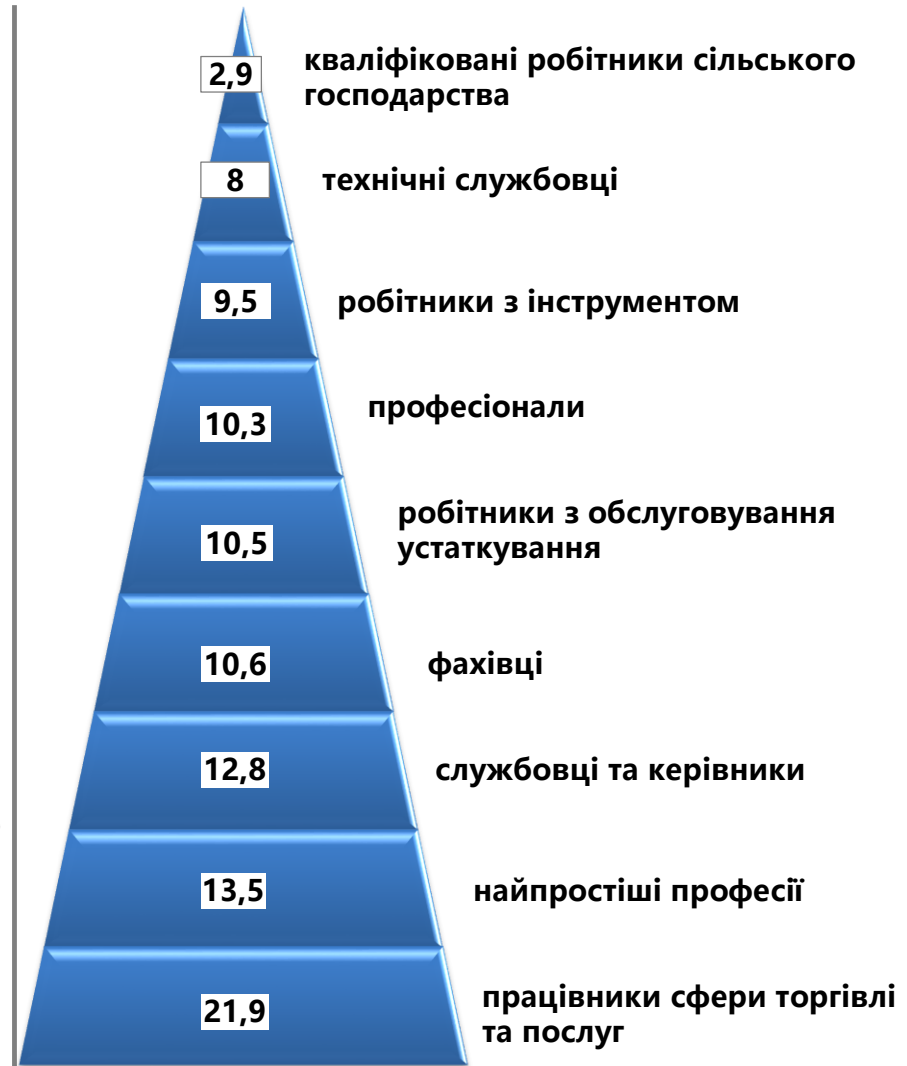 2,9
кваліфіковані робітники сільського
господарства
8
технічні службовці
9,5
робітники з інструментом
професіонали
10,3
робітники з обслуговування
устаткування
10,5
10,6
фахівці
12,8
службовці та керівники
13,5
найпростіші професії
21,9
працівники сфери торгівлі
та послуг